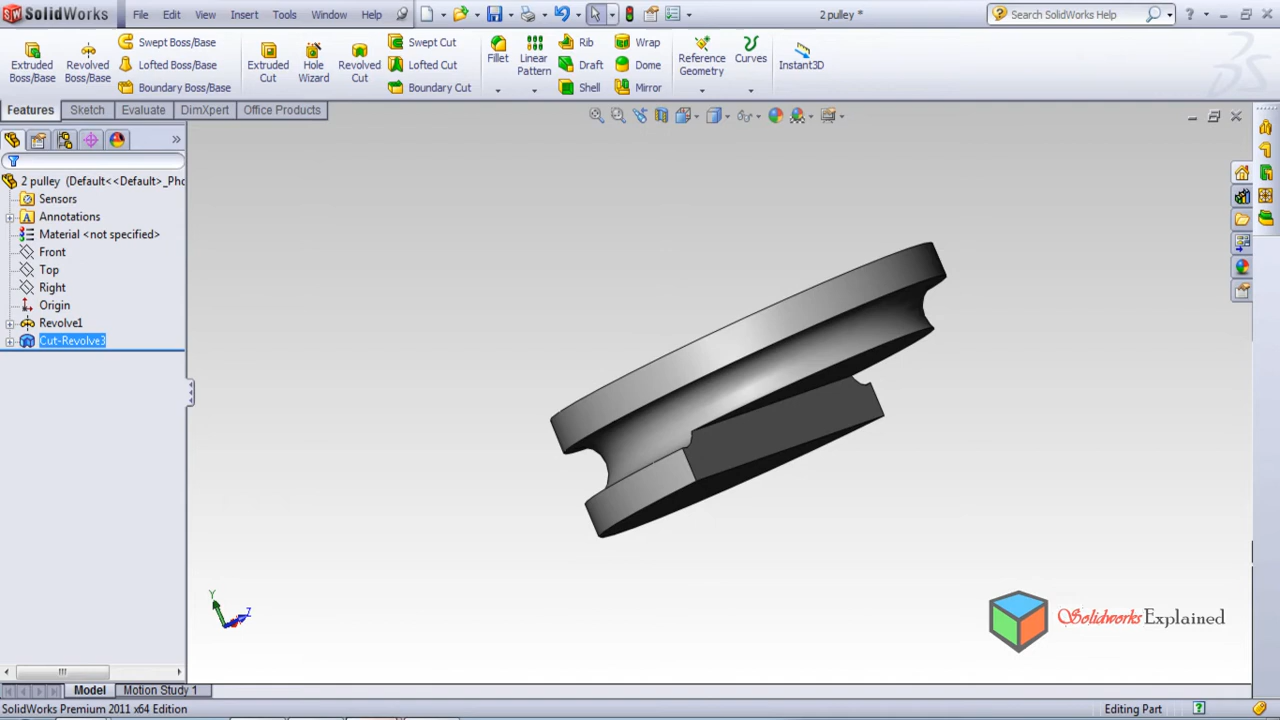 SolidWorks File Edit View Insert Tools Window Help 2 pulley * Search SolidWorks Help
Extruded Boss/Base
Revolved Boss/Base
Swept Boss/Base
Lofted Boss/Base
Boundary Boss/Base
Extruded Cut
Hole Wizard
Revolved Cut
Swept Cut
Lofted Cut
Boundary Cut
Fillet
Linear Pattern
Rib
Draft
Shell
Wrap
Dome
Mirror
Reference Geometry
Curves
Instant3D
Features Sketch Evaluate DimXpert Office Products
2 pulley (Default<<Default>_Pho
Sensors
Annotations
Material <not specified>
Front
Top
Right
Origin
Revolve1
Cut-Revolve3
Y
Z
Solidworks Explained
Model Motion Study 1
SolidWorks Premium 2011 x64 Edition Editing Part